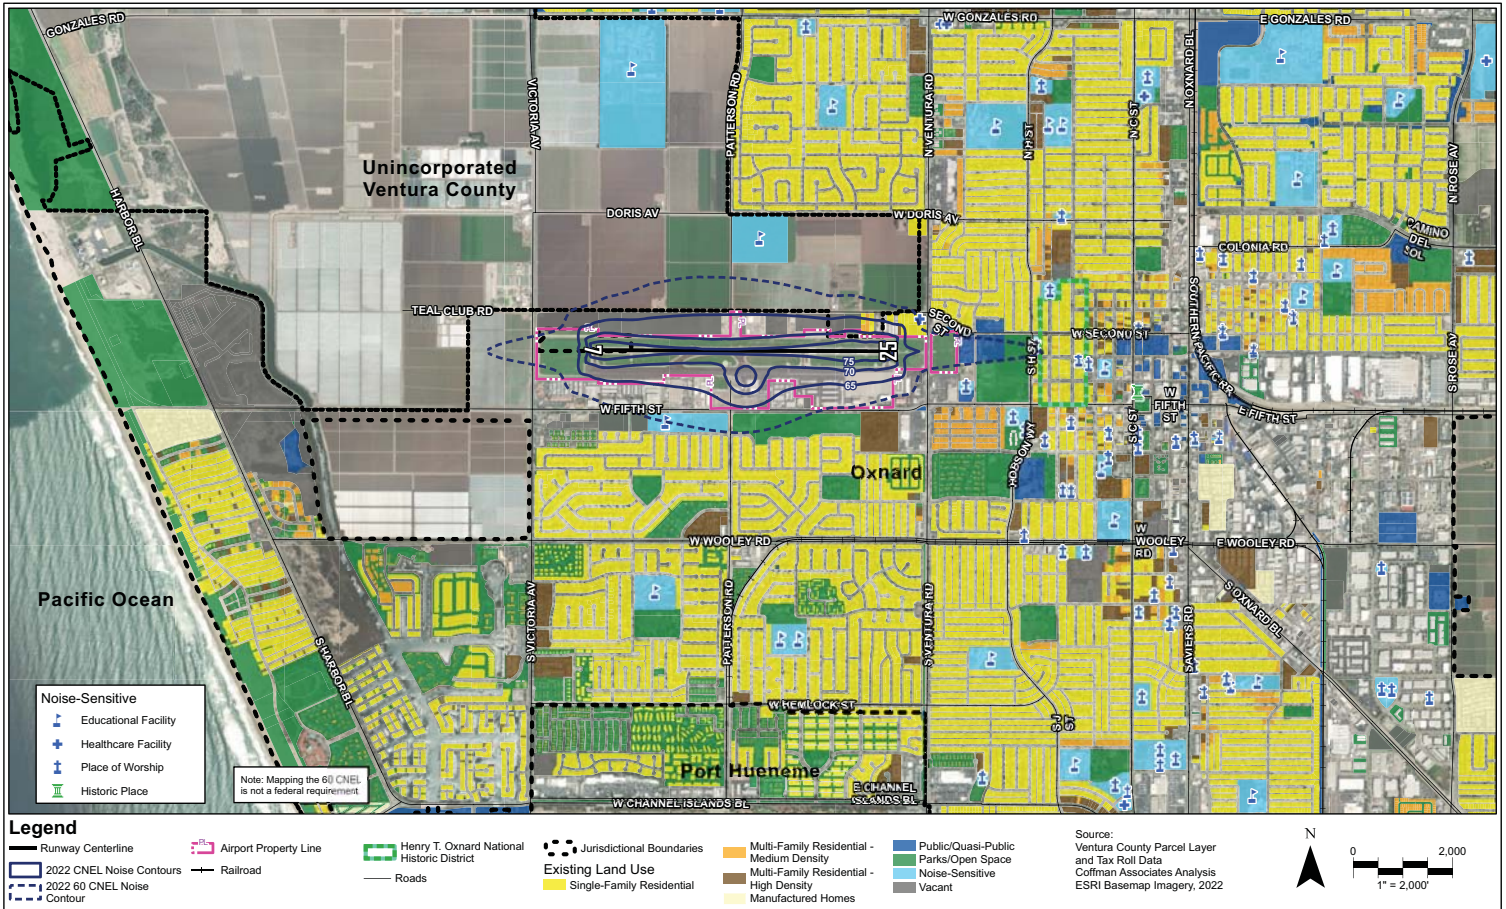 GONZALES RD
W GONZALES RD
E GONZALES RD
VICTORIA AV
PATTERSON RD
N VENTURA RD
N H ST
N C ST
N OXNARD BL
N ROSE AV
Unincorporated
Ventura County
HARBOR BL
DORIS AV
W DORIS AV
CAMINO
DEL
SOL
COLONIA RD
TEAL CLUB RD
SECOND
ST
W SECOND ST
SOUTHERN PACIFIC RR
PL
PL
PL
PL
7
25
75
70
65
S H ST
S ROSE AV
W FIFTH ST
S C ST
W
FIFTH
ST
E FIFTH ST
HOBSON WY
Oxnard
W WOOLEY RD
W
WOOLEY
RD
E WOOLEY RD
Pacific Ocean
S VICTORIA AV
PATTERSON RD
S VENTURA RD
SAVIERS RD
S OXNARD BL
S HARBOR BL
W HEMLOCK ST
S J
ST
Port Hueneme
E CHANNEL
ISLANDS BL
W CHANNEL ISLANDS BL
Noise-Sensitive
Educational Facility
Healthcare Facility
Place of Worship
Historic Place
Note: Mapping the 60 CNEL
is not a federal requirement
Legend
Runway Centerline
2022 CNEL Noise Contours
2022 60 CNEL Noise
Contour
PL
Airport Property Line
Railroad
Henry T. Oxnard National
Historic District
Roads
Jurisdictional Boundaries
Existing Land Use
Single-Family Residential
Multi-Family Residential -
Medium Density
Multi-Family Residential -
High Density
Manufactured Homes
Public/Quasi-Public
Parks/Open Space
Noise-Sensitive
Vacant
Source:
Ventura County Parcel Layer
and Tax Roll Data
Coffman Associates Analysis
ESRI Basemap Imagery, 2022
N
0
2,000
1" = 2,000'